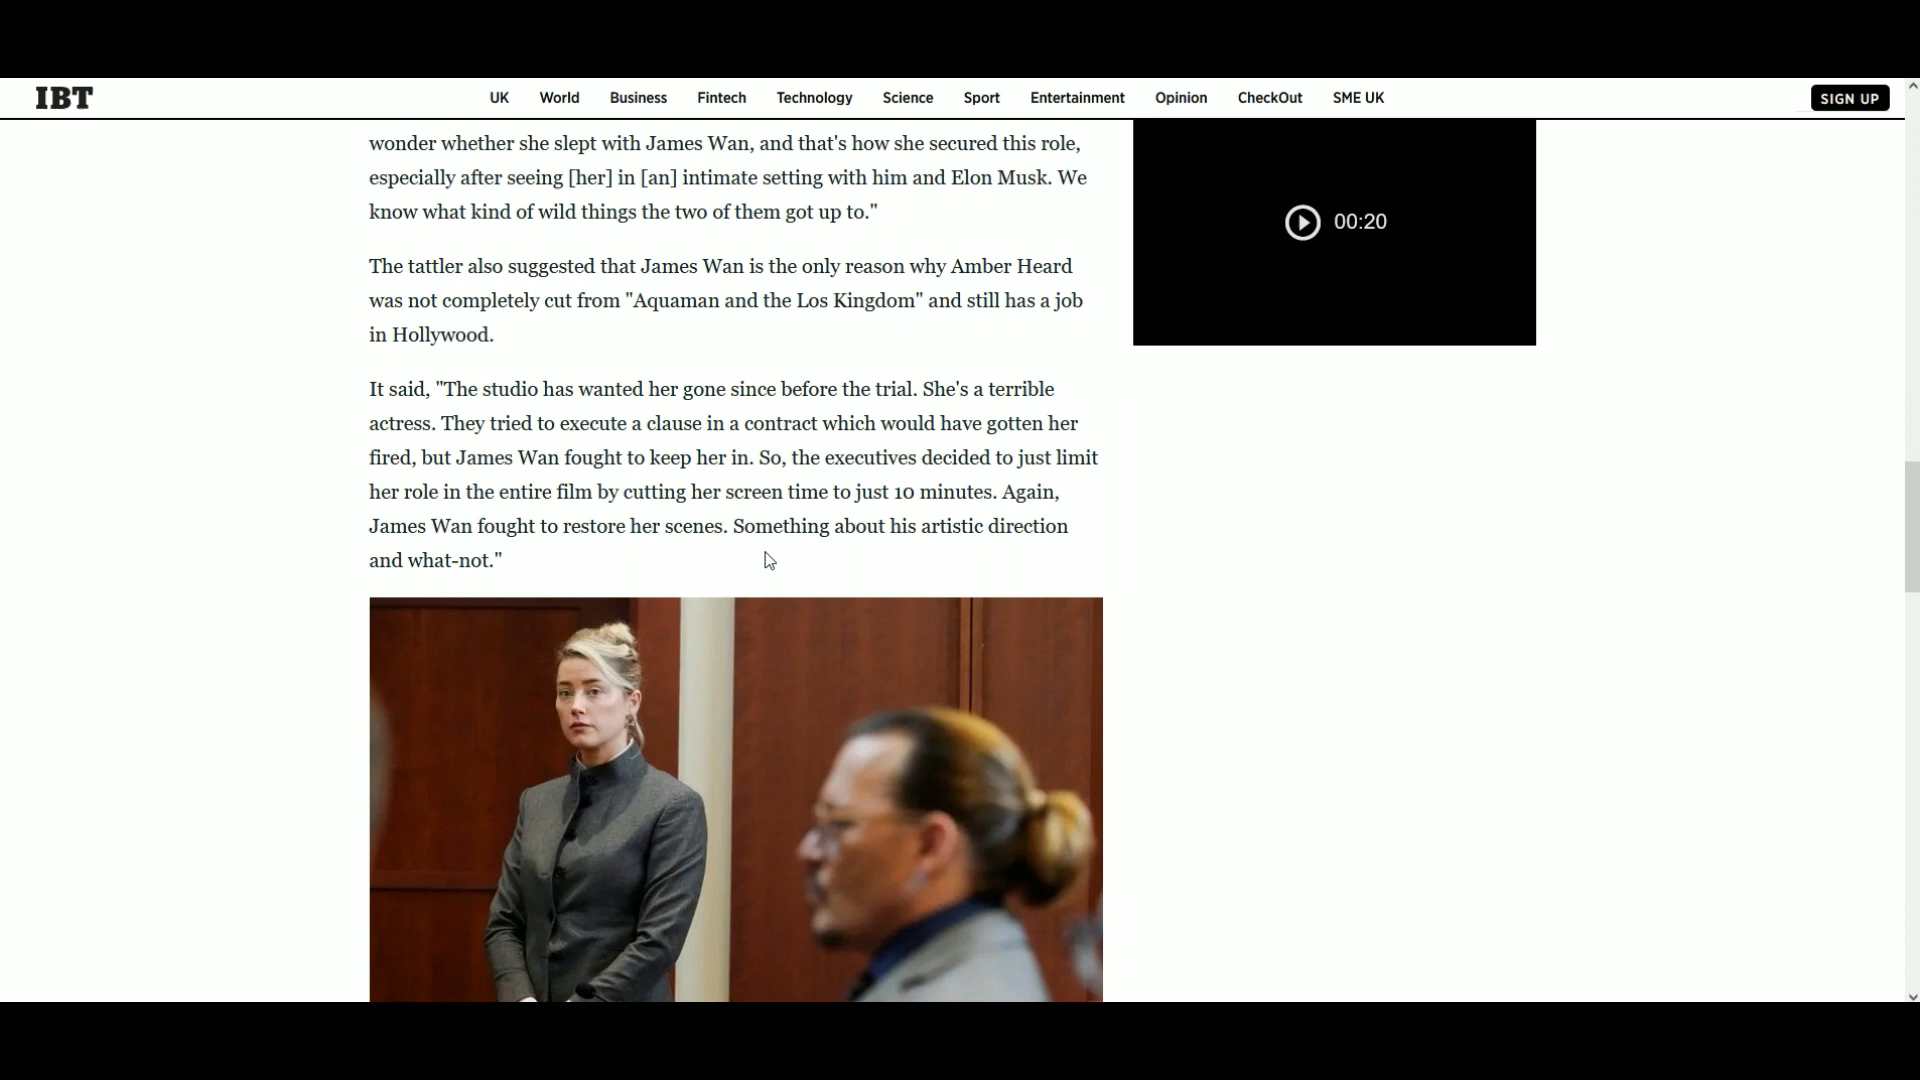 IBT
UK World Business Fintech Technology Science Sport Entertainment Opinion CheckOut SME UK
SIGN UP
wonder whether she slept with James Wan, and that's how she secured this role,
especially after seeing [her] in [an] intimate setting with him and Elon Musk. We
know what kind of wild things the two of them got up to."
00:20
The tattler also suggested that James Wan is the only reason why Amber Heard
was not completely cut from "Aquaman and the Los Kingdom" and still has a job
in Hollywood.
It said, "The studio has wanted her gone since before the trial. She's a terrible
actress. They tried to execute a clause in a contract which would have gotten her
fired, but James Wan fought to keep her in. So, the executives decided to just limit
her role in the entire film by cutting her screen time to just 10 minutes. Again,
James Wan fought to restore her scenes. Something about his artistic direction
and what-not."